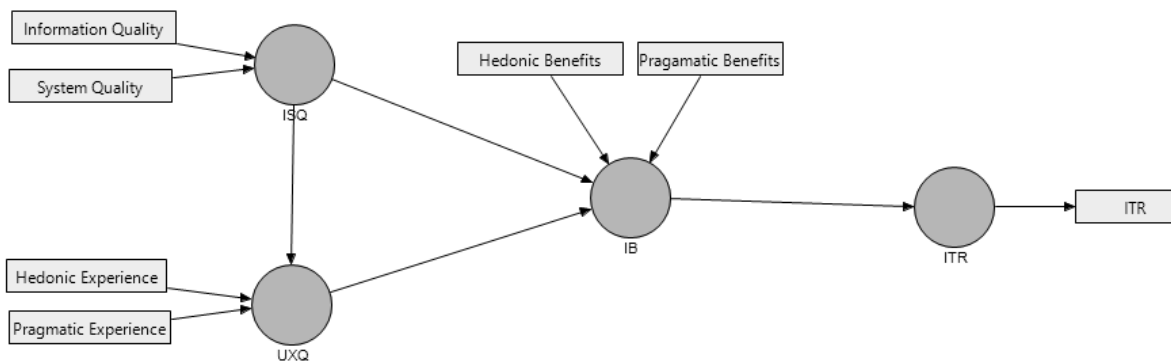 Information Quality
System Quality
ISQ
Hedonic Benefits
Pragamatic Benefits
IB
ITR
ITR
Hedonic Experience
Pragmatic Experience
UXQ